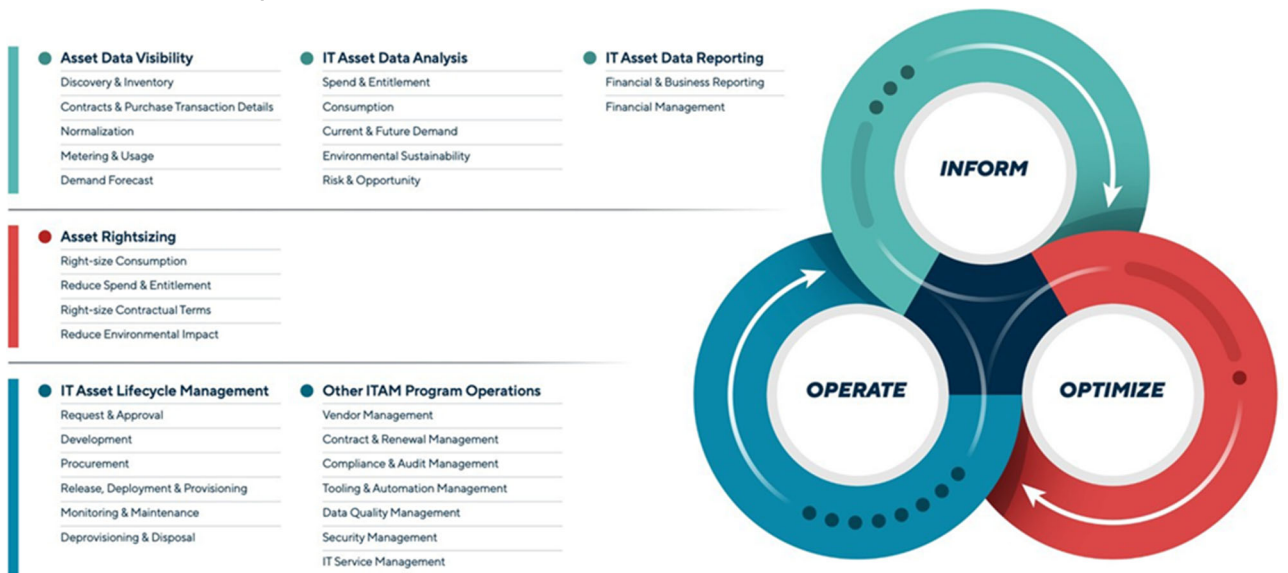 Asset Data Visibility
Discovery & Inventory
Contracts & Purchase Transaction Details
Normalization
Metering & Usage
Demand Forecast
IT Asset Data Analysis
Spend & Entitlement
Consumption
Current & Future Demand
Environmental Sustainability
Risk & Opportunity
IT Asset Data Reporting
Financial & Business Reporting
Financial Management
Asset Rightsizing
Right-size Consumption
Reduce Spend & Entitlement
Right-size Contractual Terms
Reduce Environmental Impact
IT Asset Lifecycle Management
Request & Approval
Development
Procurement
Release, Deployment & Provisioning
Monitoring & Maintenance
Deprovisioning & Disposal
Other ITAM Program Operations
Vendor Management
Contract & Renewal Management
Compliance & Audit Management
Tooling & Automation Management
Data Quality Management
Security Management
IT Service Management
INFORM
OPERATE
OPTIMIZE